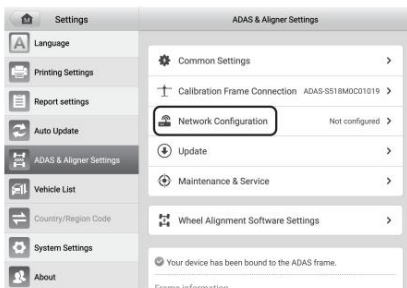 Settings
ADAS & Aligner Settings
A Language
Printing Settings
Report settings
Auto Update
ADAS & Aligner Settings
Vehicle List
Country/Region Code
System Settings
About
Common Settings
Calibration Frame Connection ADAS-S518M0C01019
Network Configuration Not configured
Update
Maintenance & Service
Wheel Alignment Software Settings
Your device has been bound to the ADAS frame.
Frame information